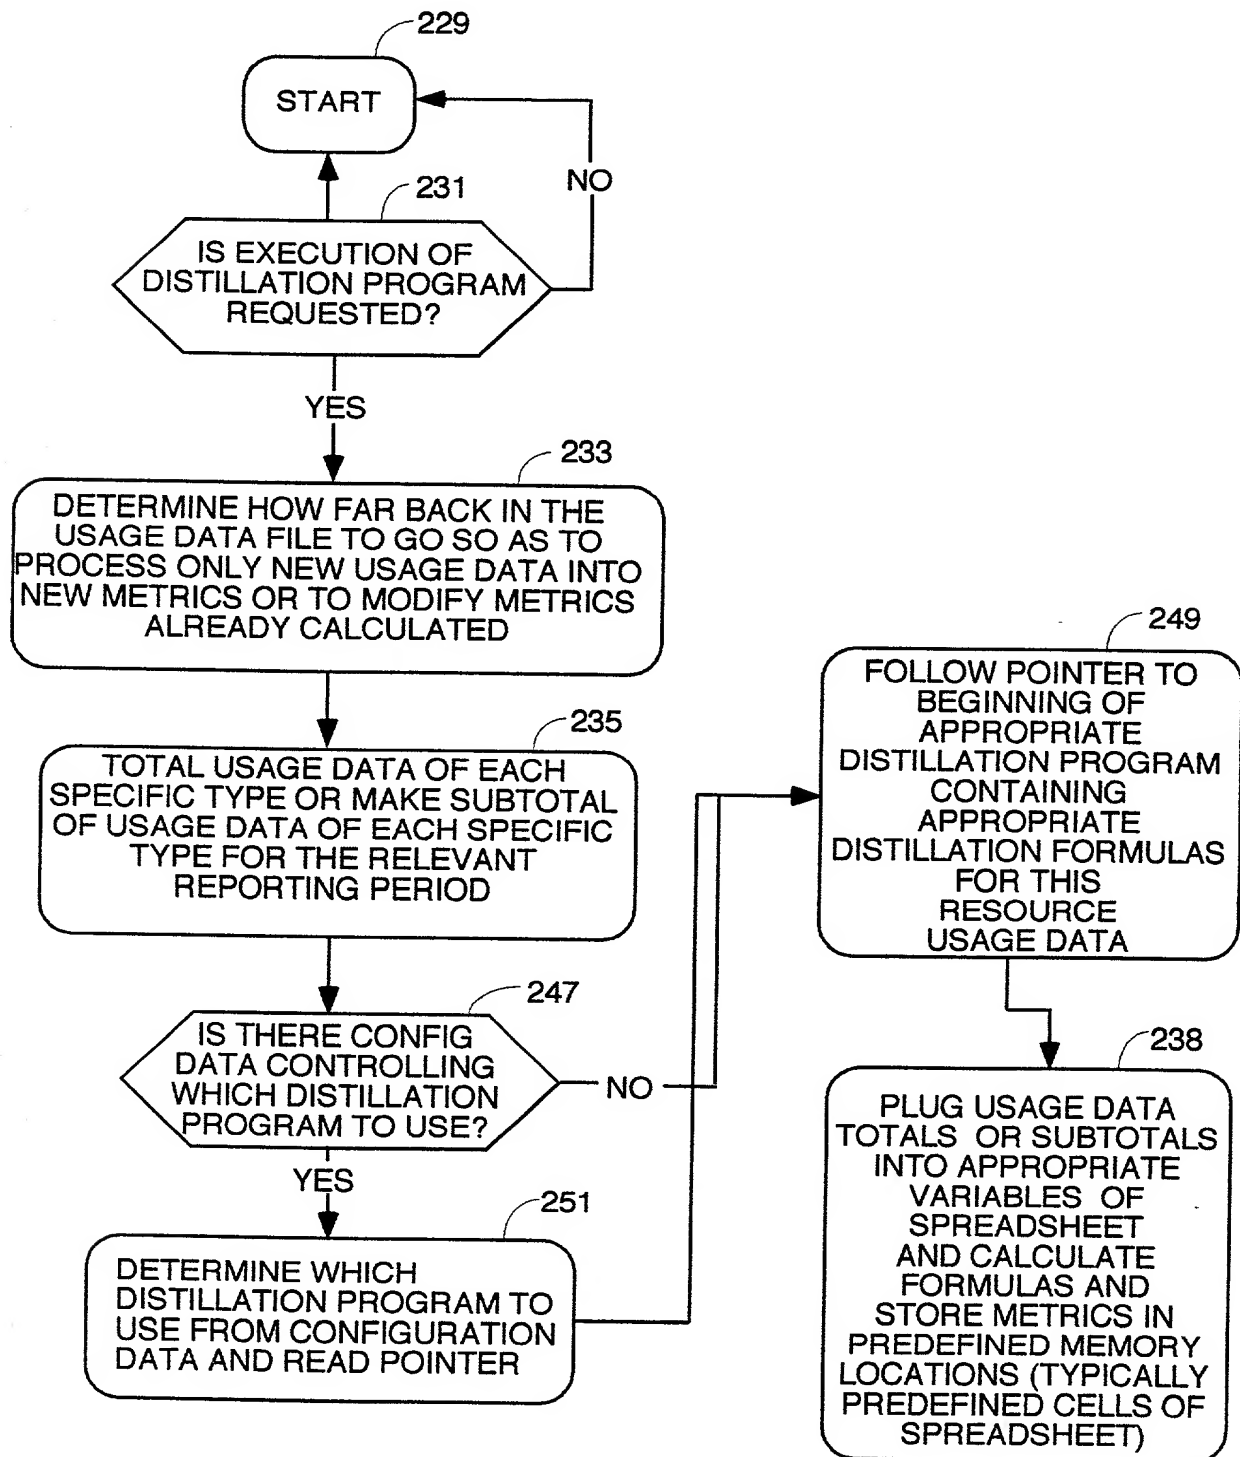 229
START
NO
231
IS EXECUTION OF
DISTILLATION PROGRAM
REQUESTED?
YES
233
DETERMINE HOW FAR BACK IN THE
USAGE DATA FILE TO GO SO AS TO
PROCESS ONLY NEW USAGE DATA INTO
NEW METRICS OR TO MODIFY METRICS
ALREADY CALCULATED
235
TOTAL USAGE DATA OF EACH
SPECIFIC TYPE OR MAKE SUBTOTAL
OF USAGE DATA OF EACH SPECIFIC
TYPE FOR THE RELEVANT
REPORTING PERIOD
247
IS THERE CONFIG
DATA CONTROLLING
WHICH DISTILLATION
PROGRAM TO USE?
NO
YES
251
DETERMINE WHICH
DISTILLATION PROGRAM TO
USE FROM CONFIGURATION
DATA AND READ POINTER
249
FOLLOW POINTER TO
BEGINNING OF
APPROPRIATE
DISTILLATION PROGRAM
CONTAINING
APPROPRIATE
DISTILLATION FORMULAS
FOR THIS
RESOURCE
USAGE DATA
238
PLUG USAGE DATA
TOTALS OR SUBTOTALS
INTO APPROPRIATE
VARIABLES OF
SPREADSHEET
AND CALCULATE
FORMULAS AND
STORE METRICS IN
PREDEFINED MEMORY
LOCATIONS (TYPICALLY
PREDEFINED CELLS OF
SPREADSHEET)